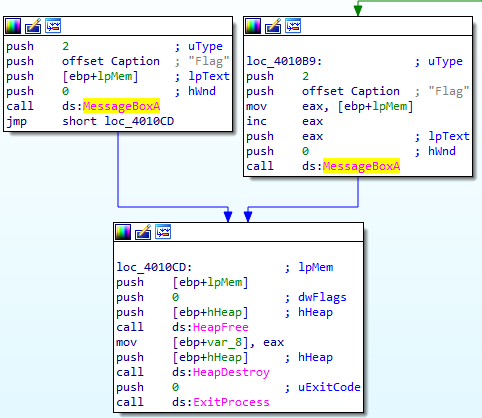 push 2 ; uType
push offset Caption ; "Flag"
push [ebp+lpMem] ; lpText
push 0 ; hWnd
call ds:MessageBoxA
jmp short loc_4010CD
loc_4010B9: ; uType
push 2
push offset Caption ; "Flag"
mov eax, [ebp+lpMem]
inc eax
push eax ; lpText
push 0 ; hWnd
call ds:MessageBoxA
loc_4010CD: ; lpMem
push [ebp+lpMem]
push 0 ; dwFlags
push [ebp+hHeap] ; hHeap
call ds:HeapFree
mov [ebp+var_8], eax
push [ebp+hHeap] ; hHeap
call ds:HeapDestroy
push 0 ; uExitCode
call ds:ExitProcess